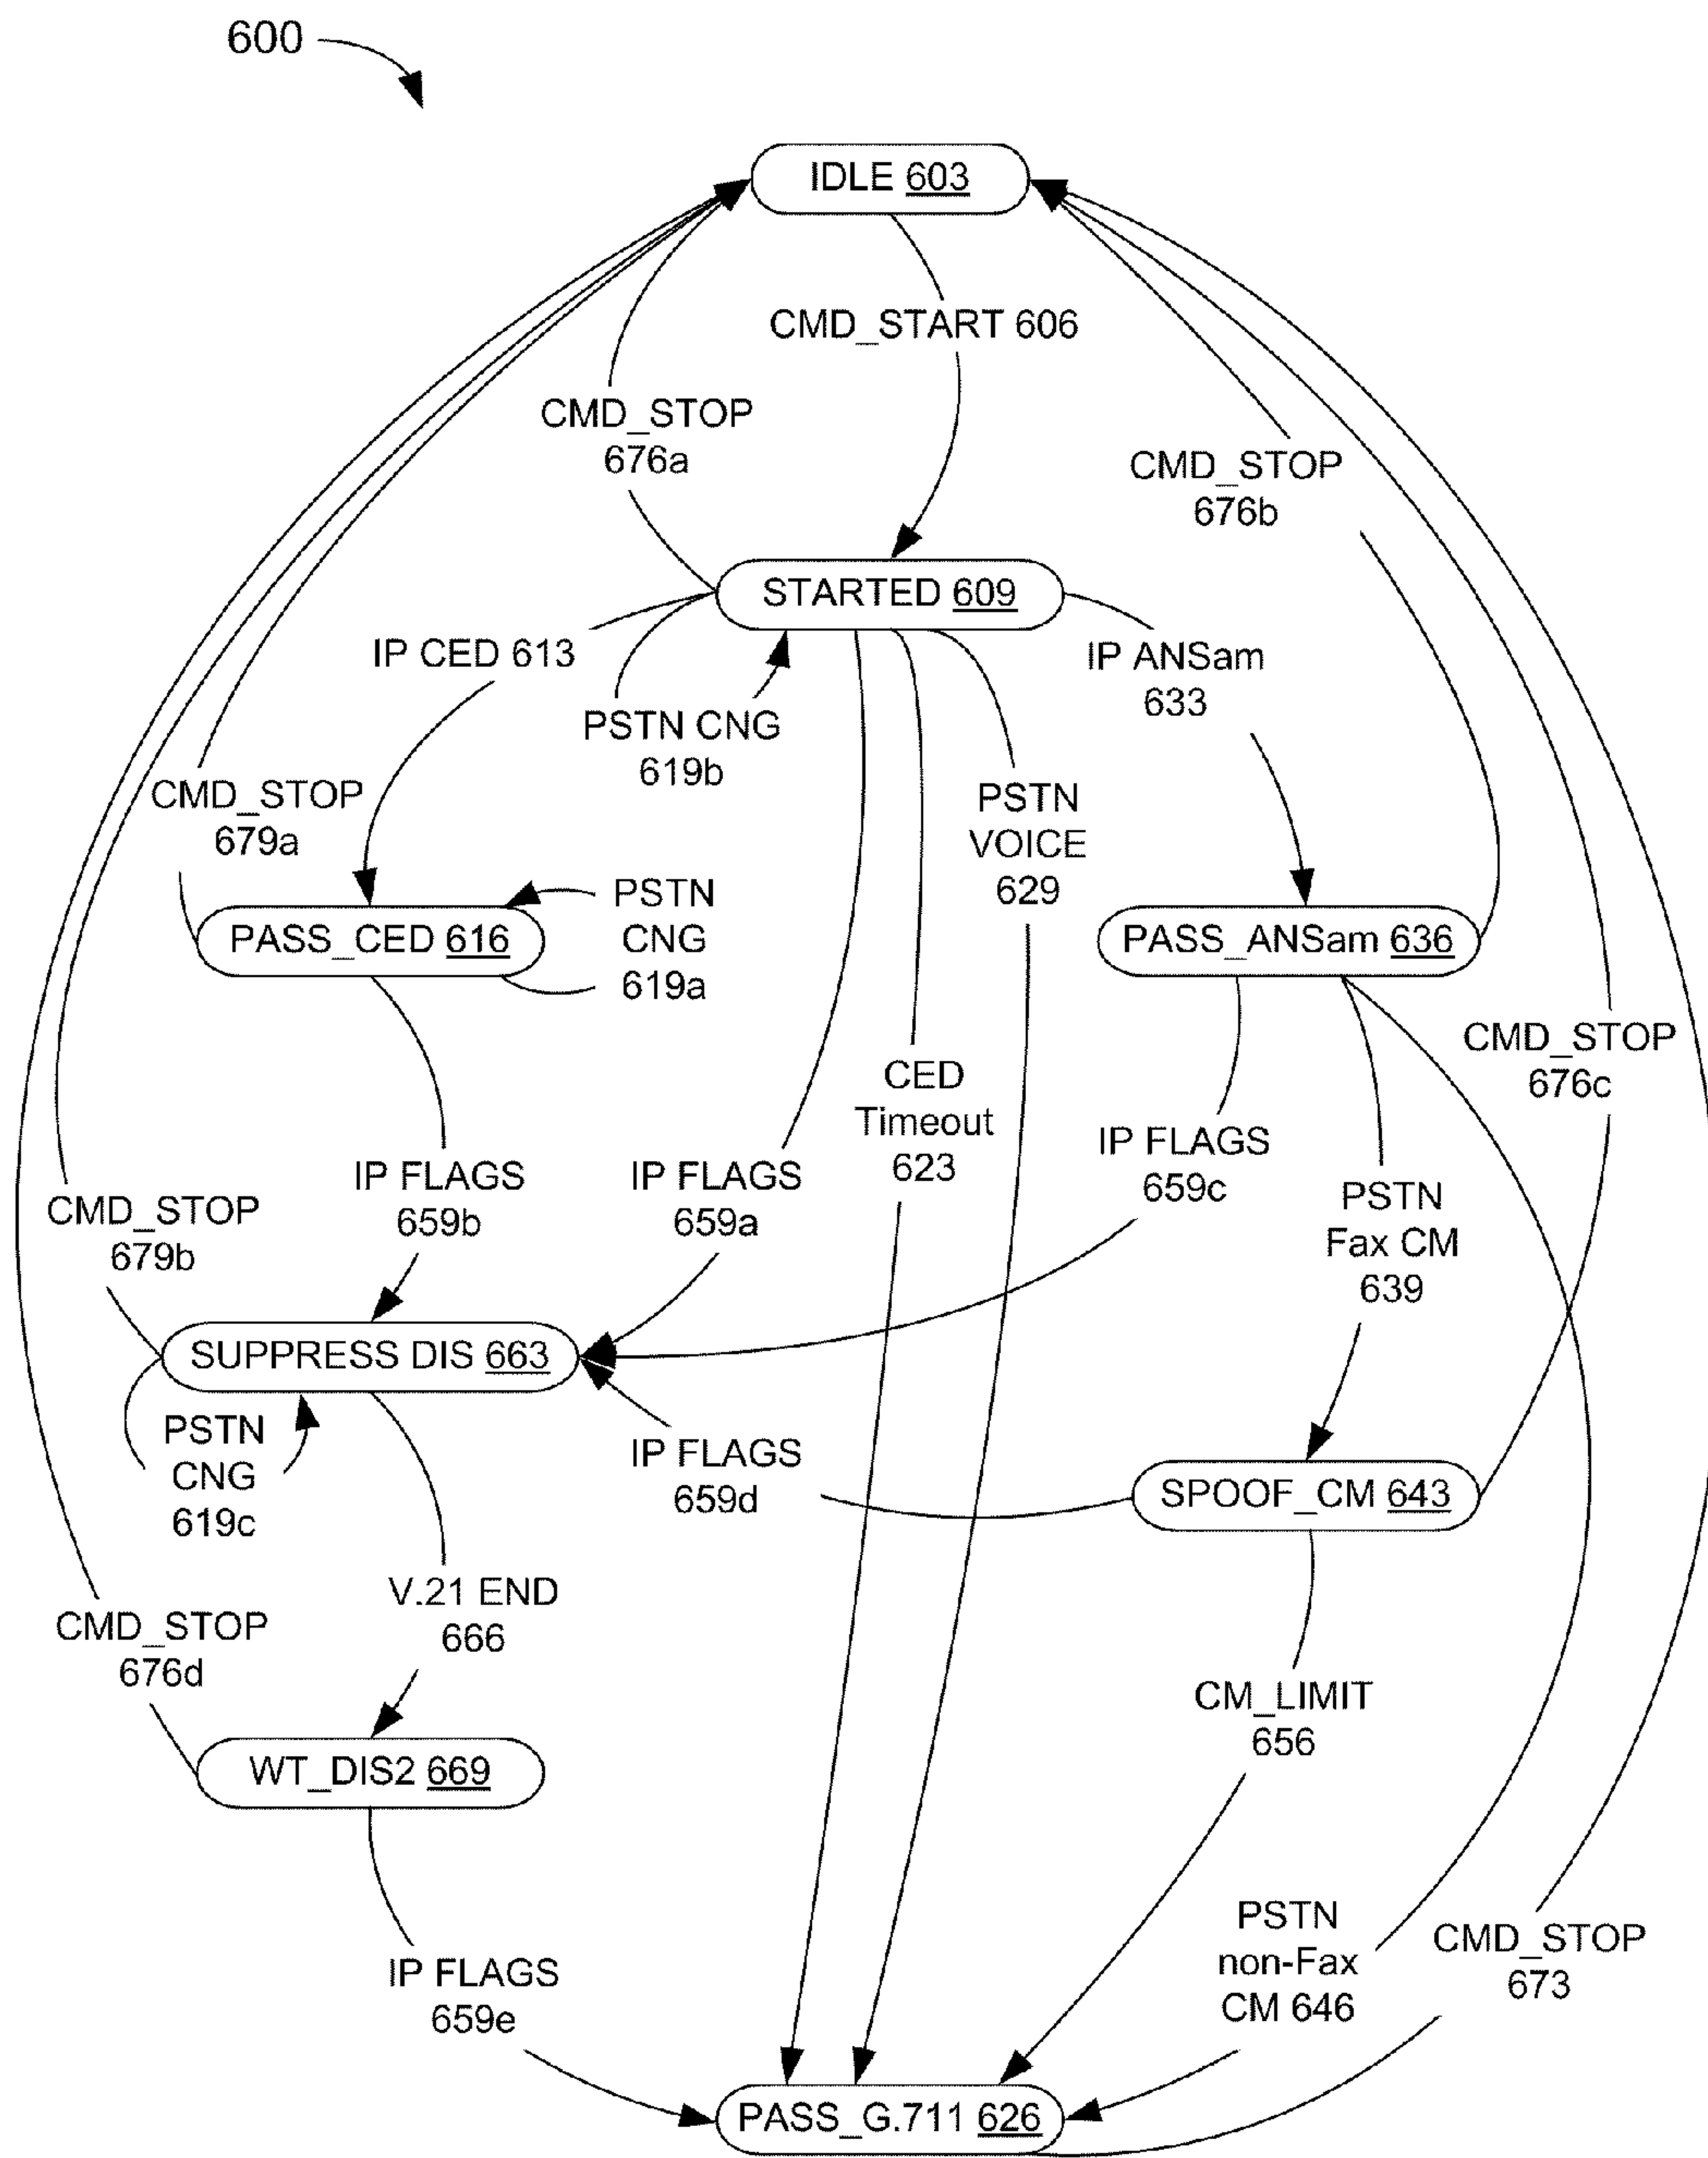 600
IDLE 603
CMD_START 606
CMD_STOP
676a
CMD_STOP
676b
STARTED 609
IP CED 613
PSTN CNG
619b
IP ANSam
633
CMD_STOP
679a
PSTN
VOICE
629
PASS_CED 616
PSTN
CNG
619a
PASS_ANSam 636
CED
Timeout
623
CMD_STOP
676c
IP FLAGS
659b
IP FLAGS
659a
IP FLAGS
659c
PSTN
Fax CM
639
CMD_STOP
679b
SUPPRESS DIS 663
PSTN
CNG
619c
IP FLAGS
659d
SPOOF_CM 643
V.21 END
666
CMD_STOP
676d
CM_LIMIT
656
WT_DIS2 669
PSTN
non-Fax
CM 646
CMD_STOP
673
IP FLAGS
659e
PASS_G.711 626